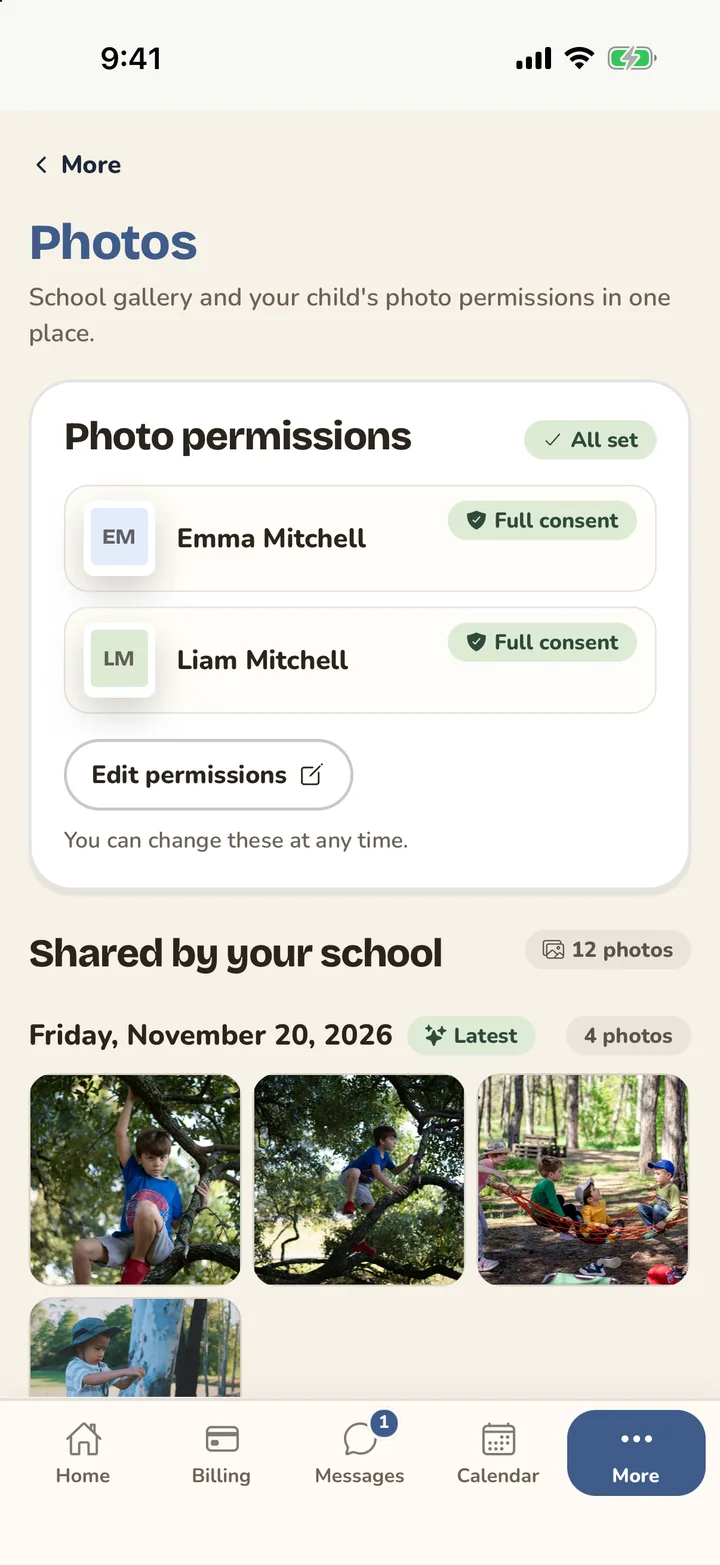 9:41
More
Photos
School gallery and your child's photo permissions in one
place.
Photo permissions
All set
EM
Emma Mitchell
Full consent
LM
Liam Mitchell
Full consent
Edit permissions
You can change these at any time.
Shared by your school
12 photos
Friday, November 20, 2026
Latest
4 photos
1
Home
Billing
Messages
Calendar
More